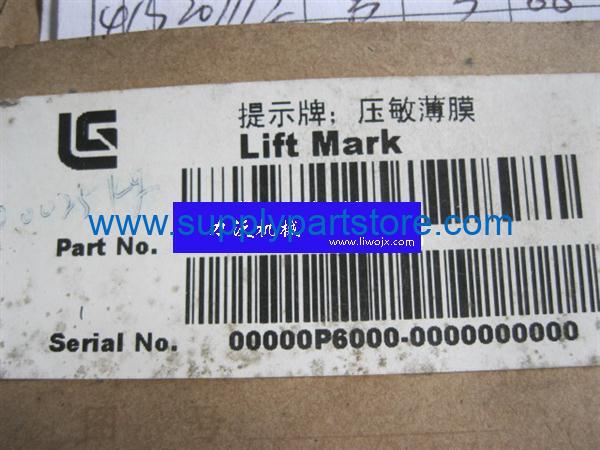 提示牌; 压敏薄膜
Lift Mark
www.supplypartstore.com
Part No.
力沃机械
www.liwojx.com
Serial No.
00000P6000-0000000000